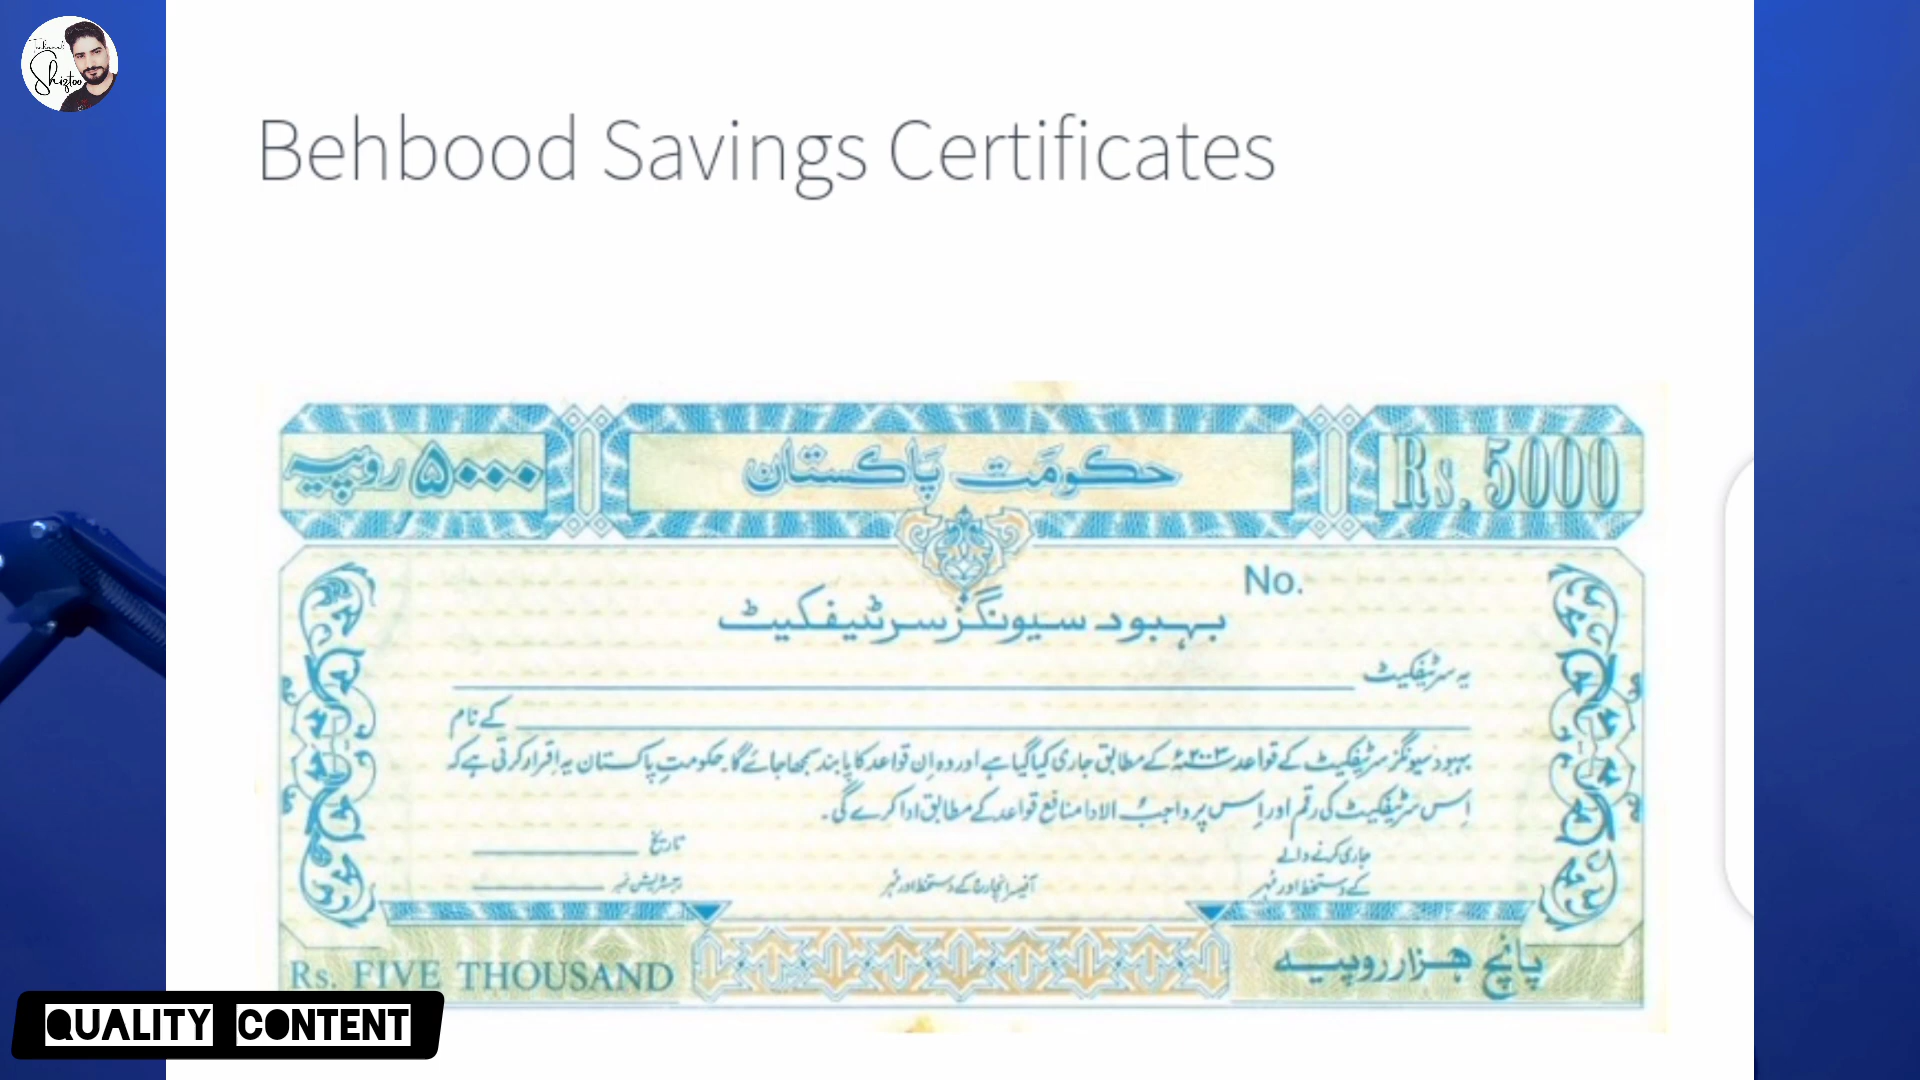 Shiztoo
Behbood Savings Certificates
۵۰۰۰ روپیہ
حکومت پاکستان
Rs. 5000
No.
بہبود سیونگز سرٹیفکیٹ
یہ سرٹیفکیٹ
کے نام
بہبود سیونگز سرٹیفکیٹ کے قواعد ۲۰۰۳ء کے مطابق جاری کیا گیا ہے اور وہ ان قواعد کا پابند سمجھا جائے گا۔ حکومتِ پاکستان یہ اقرار کرتی ہے کہ
اِس سرٹیفکیٹ کی رقم اور اِس پر واجبُ الادا منافع قواعد کے مطابق ادا کرے گی۔
تاریخ
جاری کرنے والے
رجسٹریشن نمبر
آفیسر انچارج کے دستخط اور مُہر
کے دستخط اور مُہر
Rs. FIVE THOUSAND
پانچ ہزار روپیہ
QUALITY CONTENT